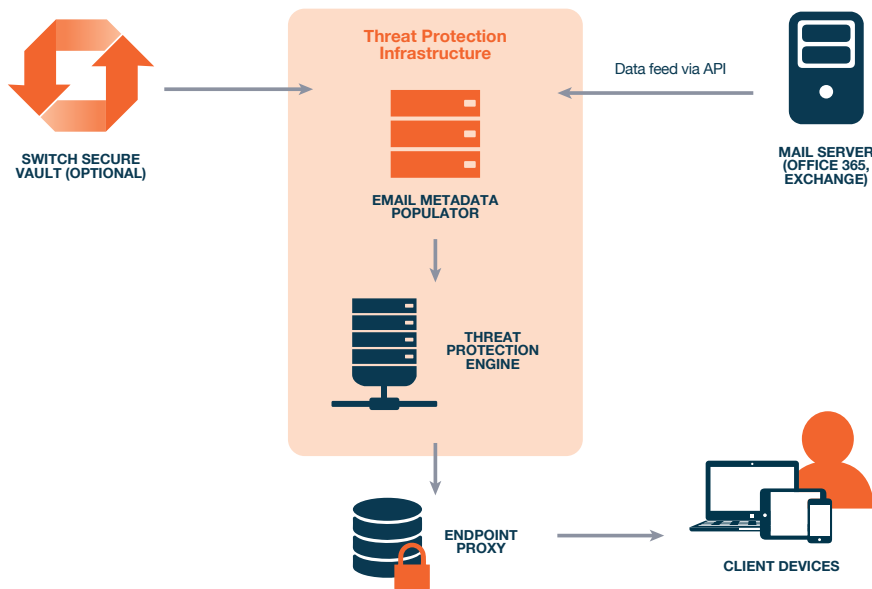 Threat Protection
Infrastructure
Data feed via API
SWITCH SECURE
VAULT (OPTIONAL)
MAIL SERVER
(OFFICE 365,
EXCHANGE)
EMAIL METADATA
POPULATOR
THREAT
PROTECTION
ENGINE
ENDPOINT
PROXY
CLIENT DEVICES